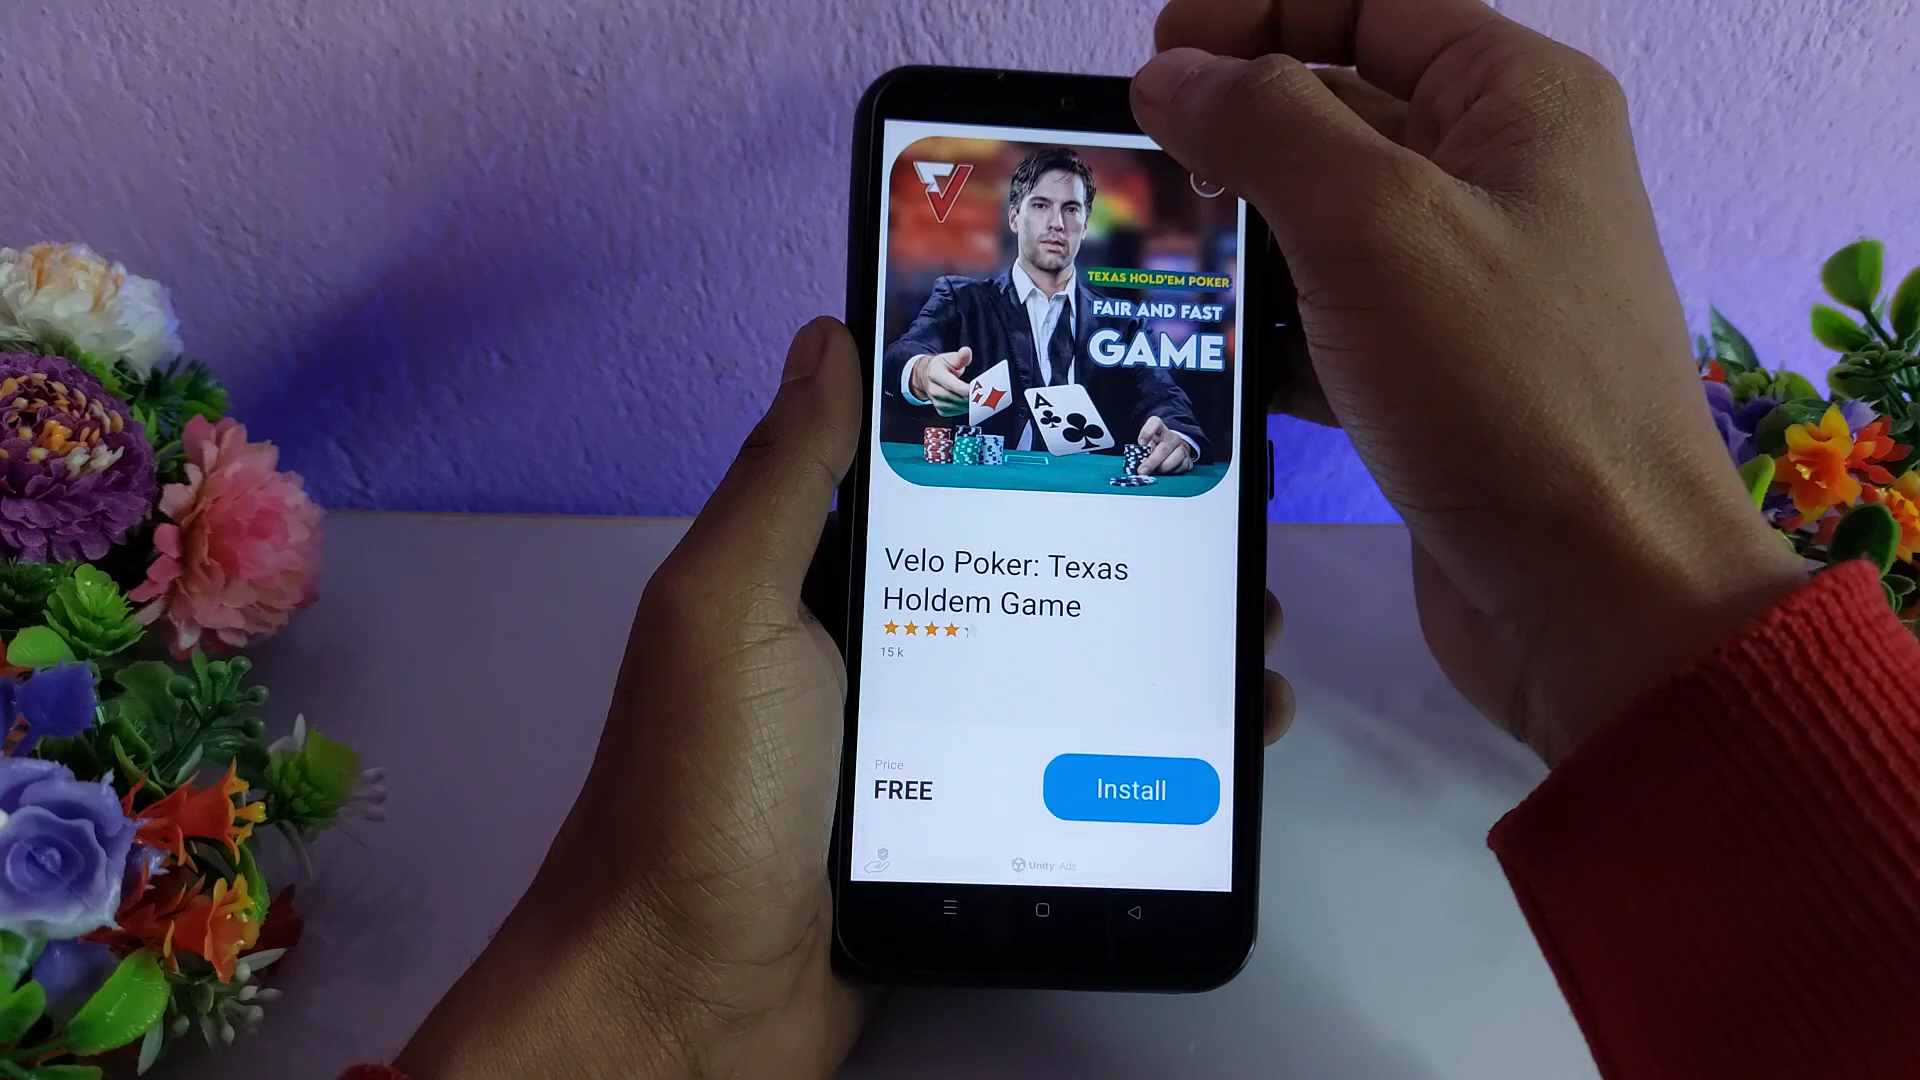 TEXAS HOLD'EM POKER
FAIR AND FAST
GAME
A
A
Velo Poker: Texas
Holdem Game
15 k
Price
FREE
Install
Unity Ads